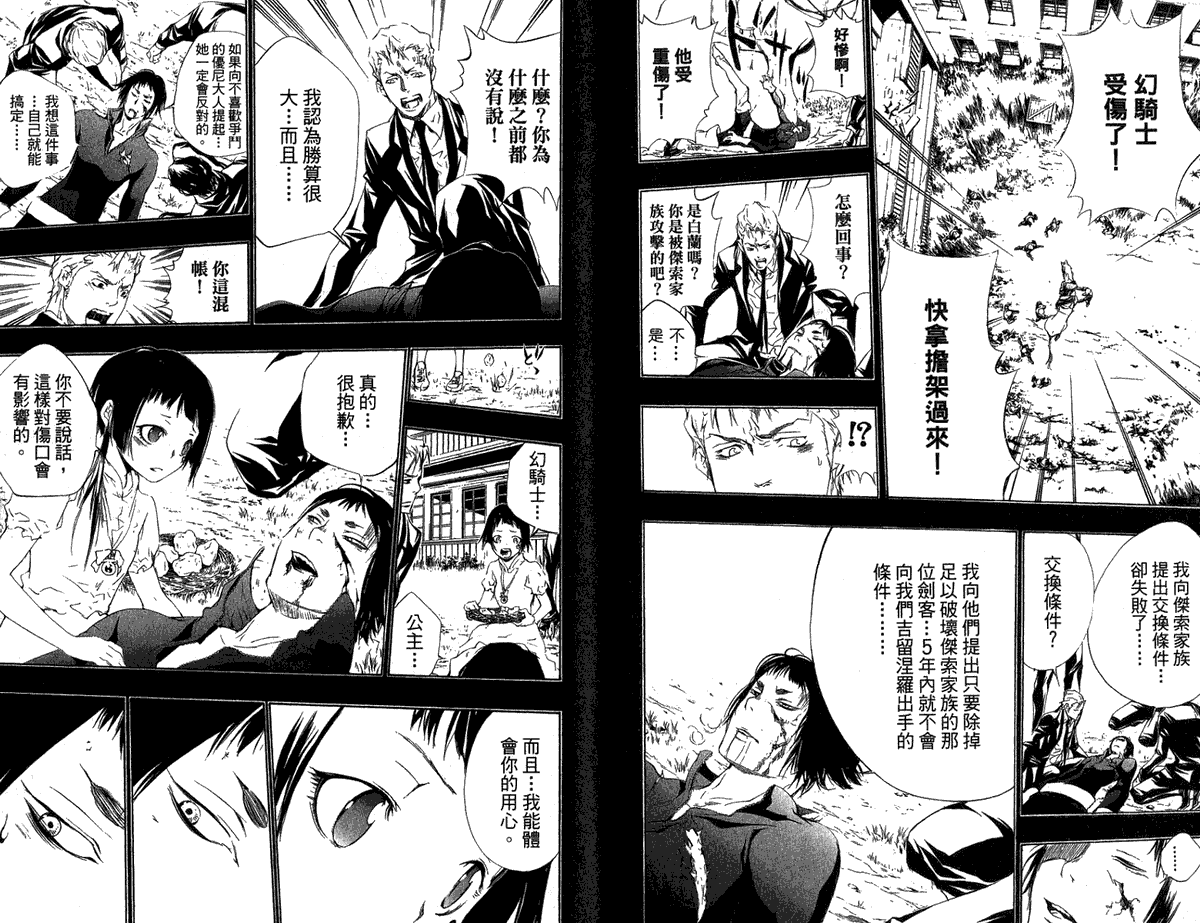 幻騎士
受傷了！
快拿擔架過來！
好慘啊！
他受
重傷了！
怎麼回事？
是白蘭嗎？
你是被傑索家
族攻擊的吧？
不…
是…
!?
我向傑索家族
提出交換條件…
卻失敗了……
交換條件？
我向他們提出只要除掉
足以破壞傑索家族的那
位劍客…5年內就不會
向我們吉留涅羅出手的
條件………
……
什麼？你為
什麼之前都
沒有說！
我認為勝算很
大…而且……
如果向不喜歡爭鬥
的優尼大人提起…
她一定會反對的。
我想這件事
…自己就能
搞定……
你這混
帳！
幻騎士…
公主…
真的…
很抱歉…
你不要說話，
這樣對傷口會
有影響的。
而且…我能體
會你的用心。